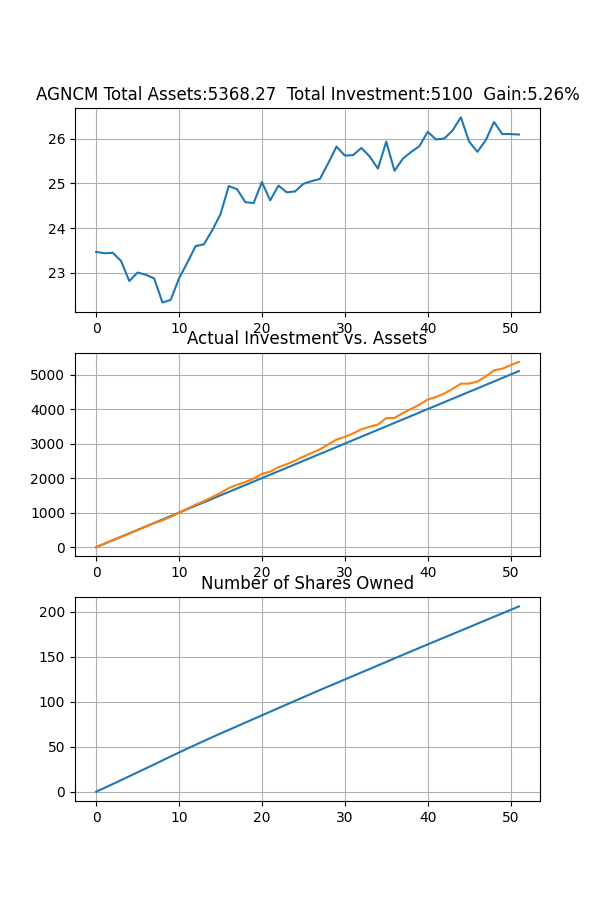 AGNCM Total Assets:5368.27  Total Investment:5100  Gain:5.26%
26
25
24
23
0 10 20 30 40 50
Actual Investment vs. Assets
5000
4000
3000
2000
1000
0
0 10 20 30 40 50
Number of Shares Owned
200
150
100
50
0
0 10 20 30 40 50